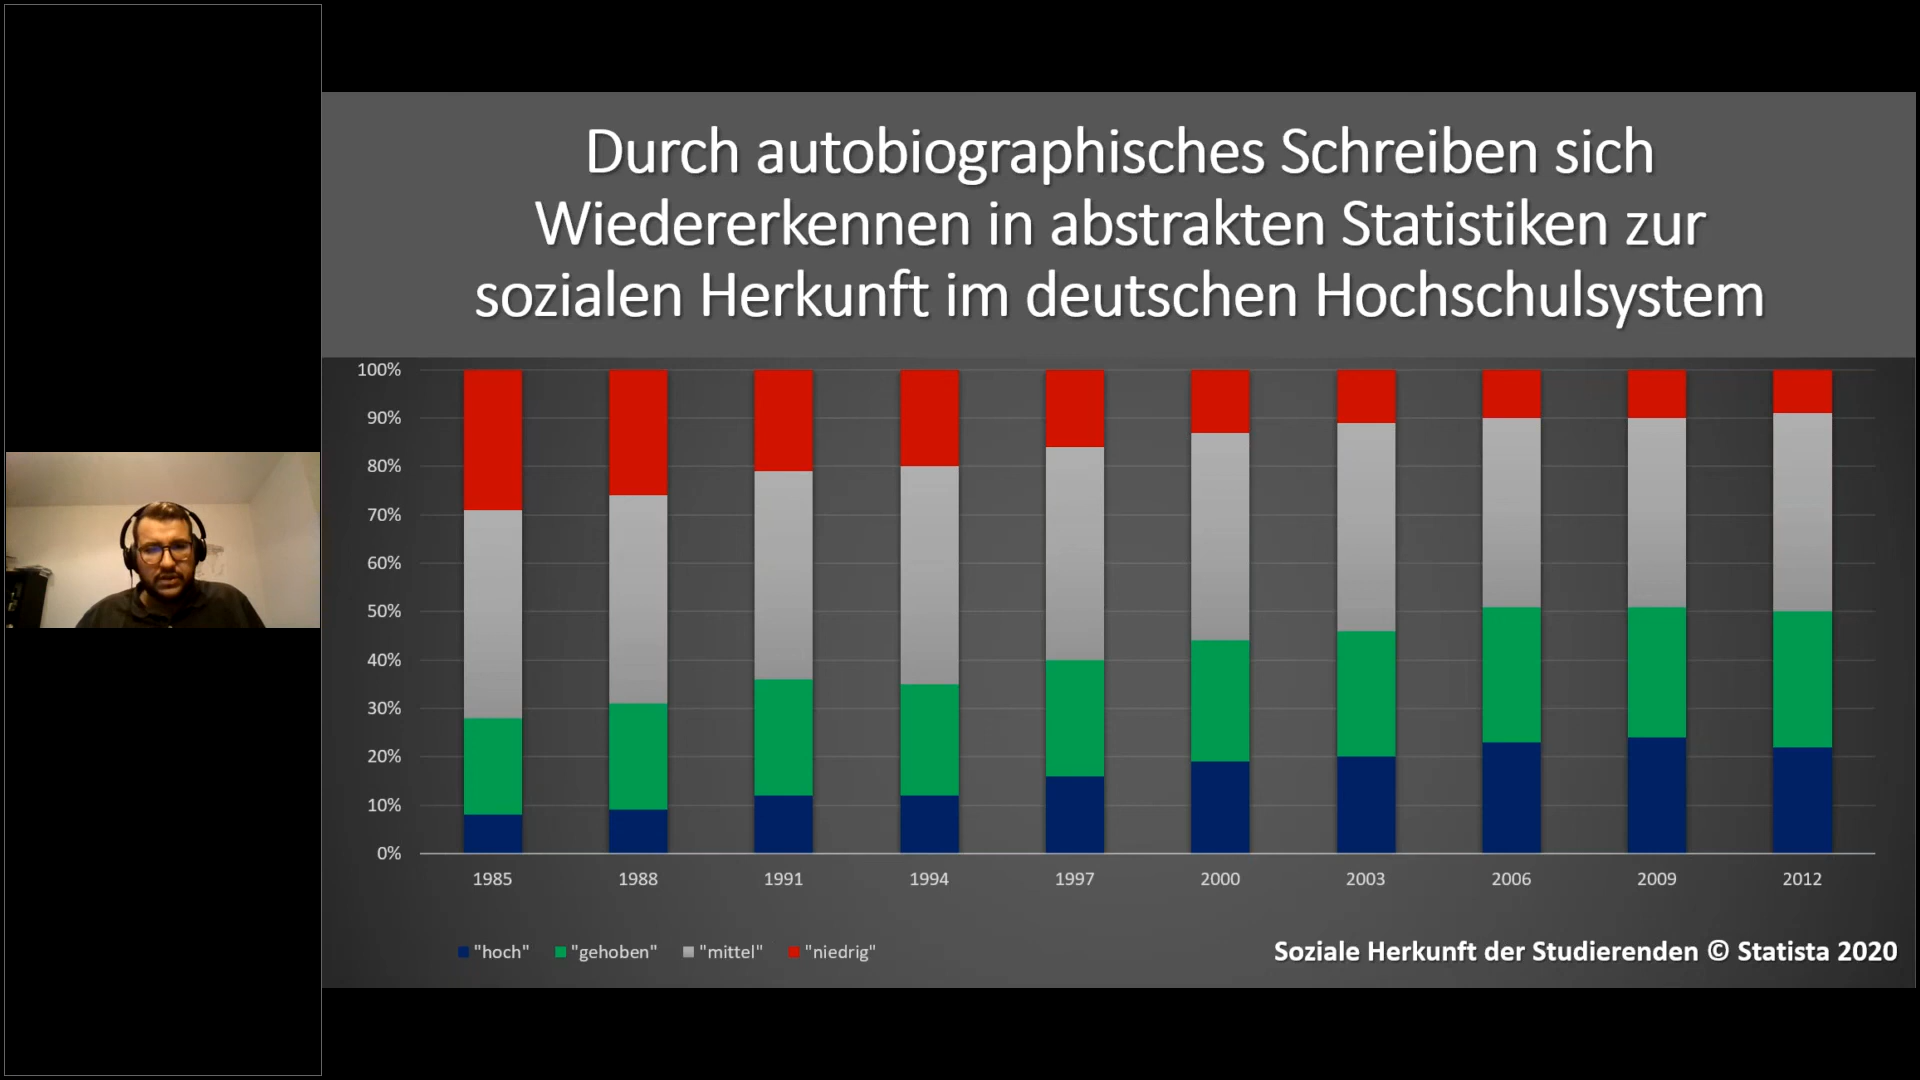 Durch autobiographisches Schreiben sich
Wiedererkennen in abstrakten Statistiken zur
sozialen Herkunft im deutschen Hochschulsystem
100%
90%
80%
70%
60%
50%
40%
30%
20%
10%
0%
1985 1988 1991 1994 1997 2000 2003 2006 2009 2012
"hoch" "gehoben" "mittel" "niedrig"
Soziale Herkunft der Studierenden © Statista 2020